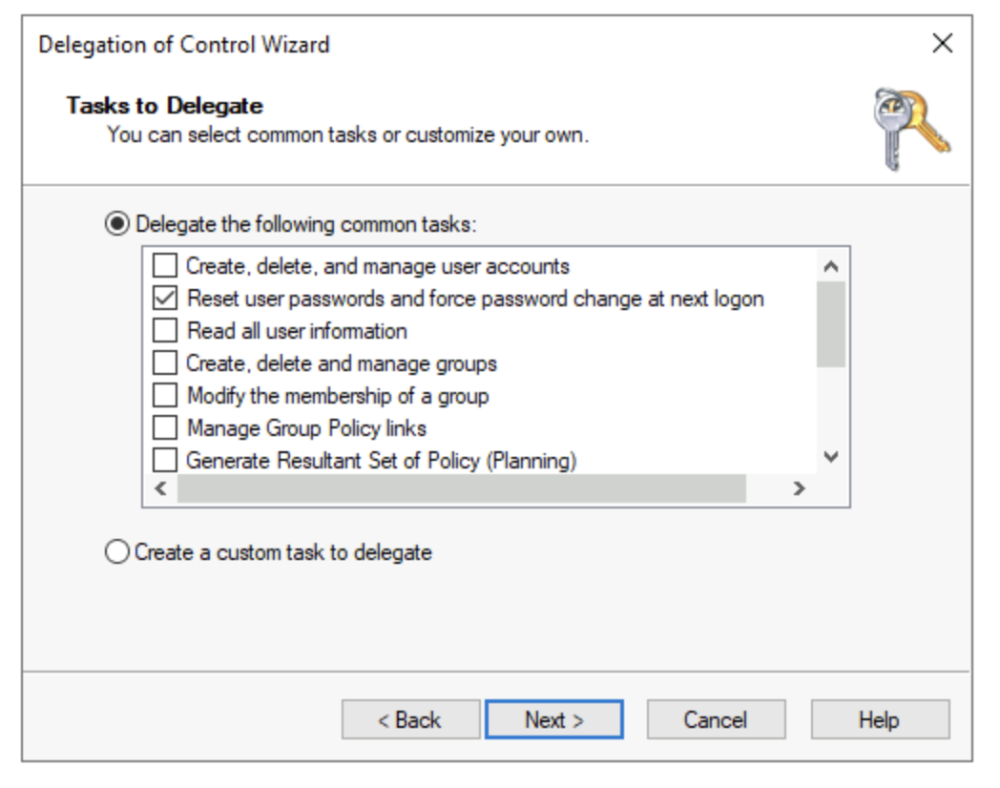 Delegation of Control Wizard
Tasks to Delegate
You can select common tasks or customize your own.
Delegate the following common tasks:
Create, delete, and manage user accounts
Reset user passwords and force password change at next logon
Read all user information
Create, delete and manage groups
Modify the membership of a group
Manage Group Policy links
Generate Resultant Set of Policy (Planning)
Create a custom task to delegate
< Back Next > Cancel Help